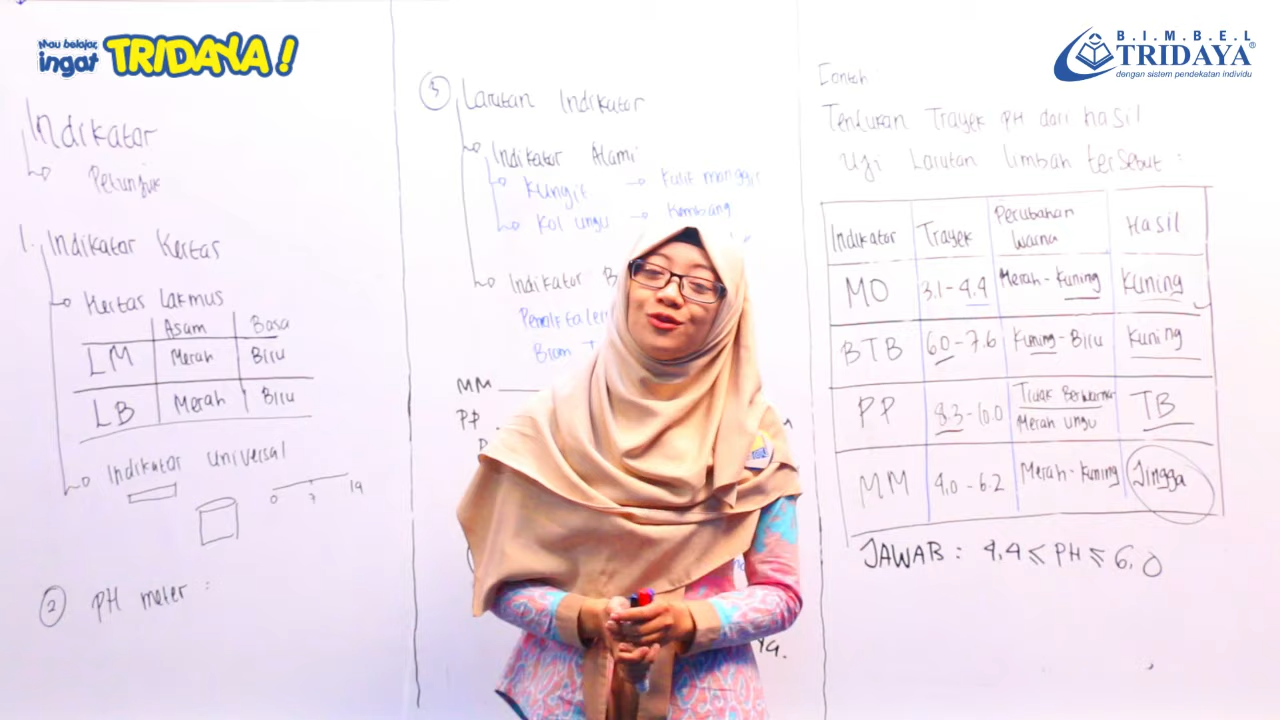 Mau belajar,
ingat TRIDAYA!
B.I.M.B.E.L
TRIDAYA®
dengan sistem pendekatan individu
Indikator
Petunjuk
1. Indikator Kertas
Kertas Lakmus
Asam Basa
LM Merah Biru
LB Merah Biru
Indikator Universal
0 7 14
2 pH meter :
3 Larutan Indikator
Indikator Alami
Kunyit → Kulit manggis
Kol ungu → Kembang
Indikator B
MM
PP
ya.
Contoh
Tentukan Trayek pH dari hasil
Uji Larutan limbah tersebut :
Indikator Trayek Perubahan Warna Hasil
MO 3.1 - 4.4 Merah - Kuning Kuning
BTB 6.0 - 7.6 Kuning - Biru Kuning
PP 8.3 - 10.0 Tidak Berwarna Merah ungu TB
MM 4.0 - 6.2 Merah - Kuning Jingga
JAWAB : 4,4 ≤ PH ≤ 6,0